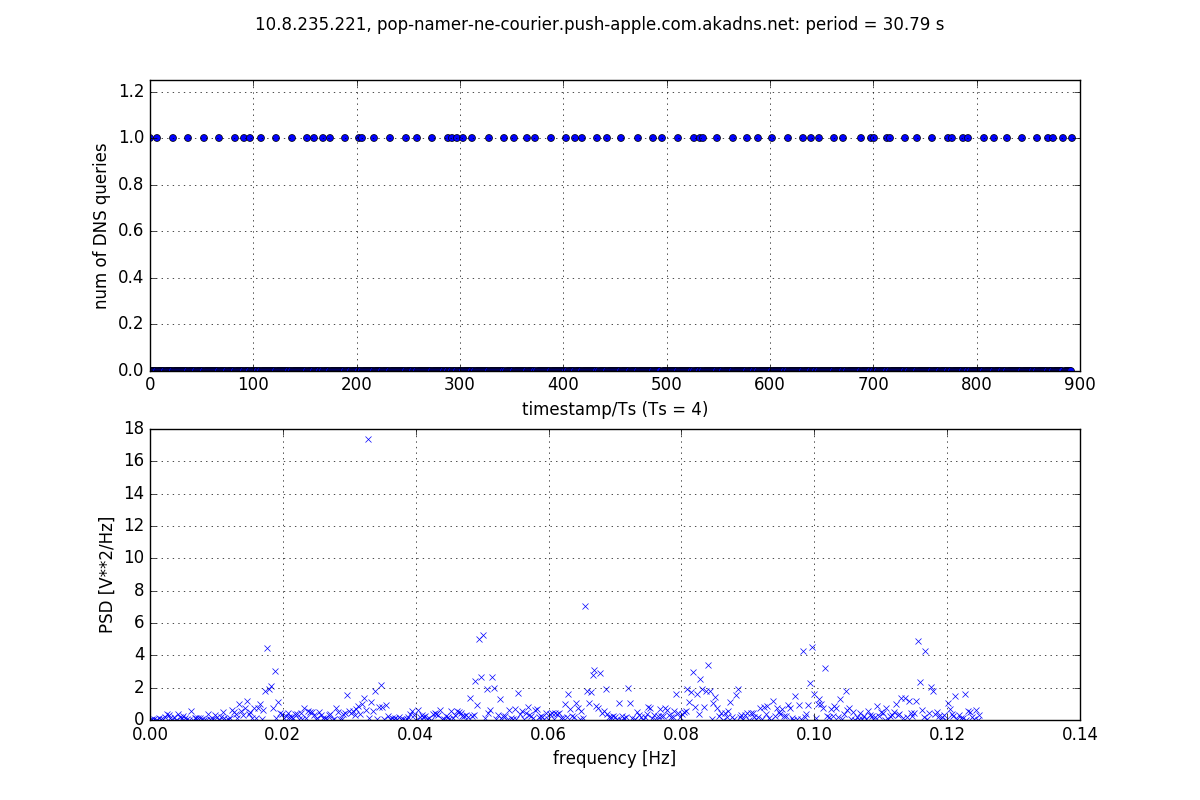 10.8.235.221, pop-namer-ne-courier.push-apple.com.akadns.net: period = 30.79 s
1.2
1.0
0.8
0.6
0.4
0.2
0.0
num of DNS queries
0 100 200 300 400 500 600 700 800 900
timestamp/Ts (Ts = 4)
18
16
14
12
10
8
6
4
2
0
PSD [V**2/Hz]
0.00 0.02 0.04 0.06 0.08 0.10 0.12 0.14
frequency [Hz]